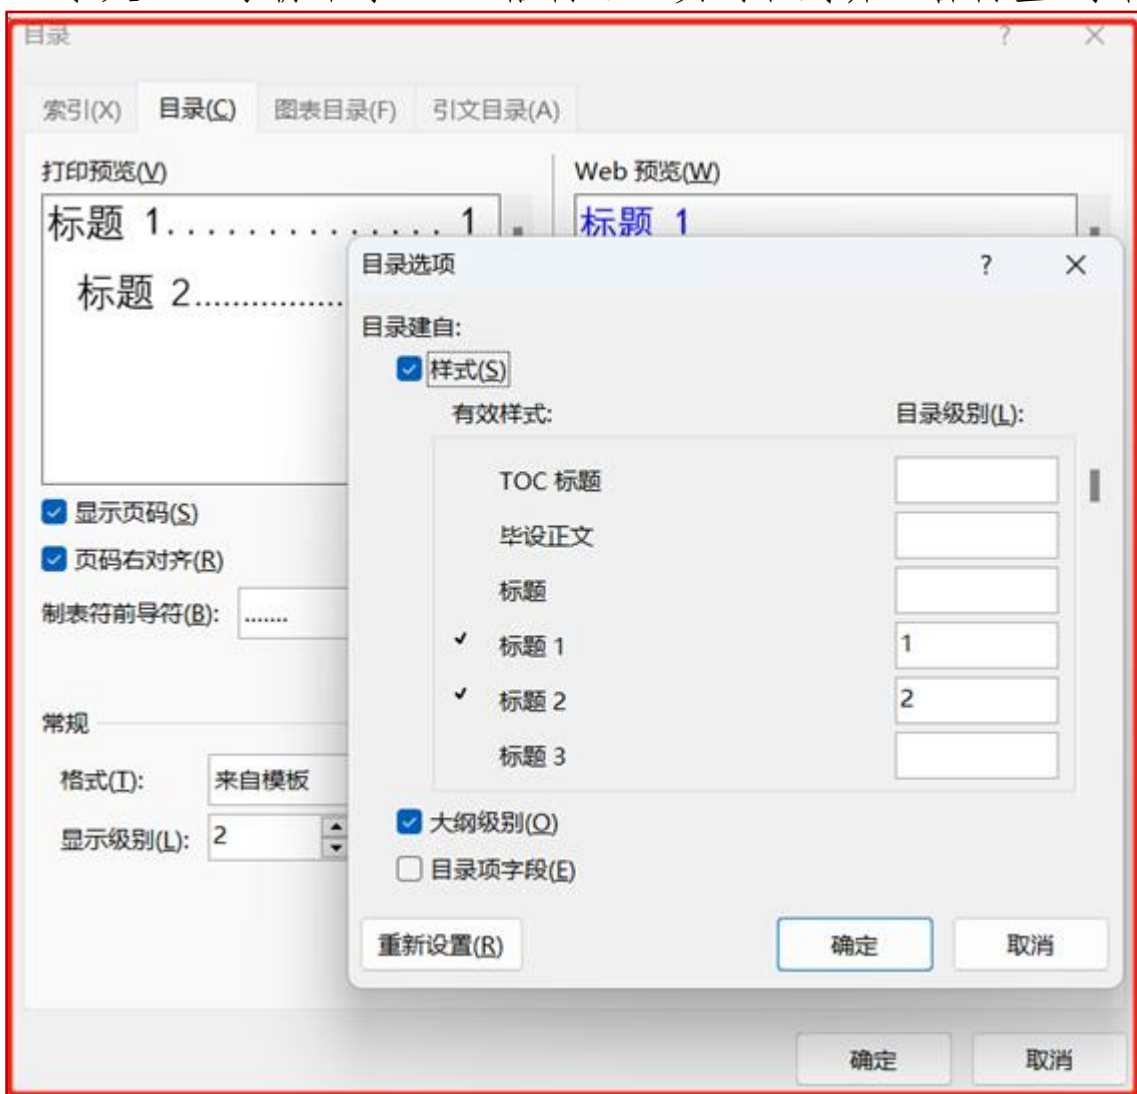 目录
索引(X) 目录(C) 图表目录(F) 引文目录(A)
打印预览(V) Web 预览(W)
标题 1............... 1
标题 1
标题 2................
显示页码(S)
页码右对齐(R)
制表符前导符(B): .......
常规
格式(T): 来自模板
显示级别(L): 2
目录选项
目录建自:
样式(S)
有效样式: 目录级别(L):
TOC 标题
毕设正文
标题
标题 1 1
标题 2 2
标题 3
大纲级别(O)
目录项字段(E)
重新设置(R) 确定 取消
确定 取消